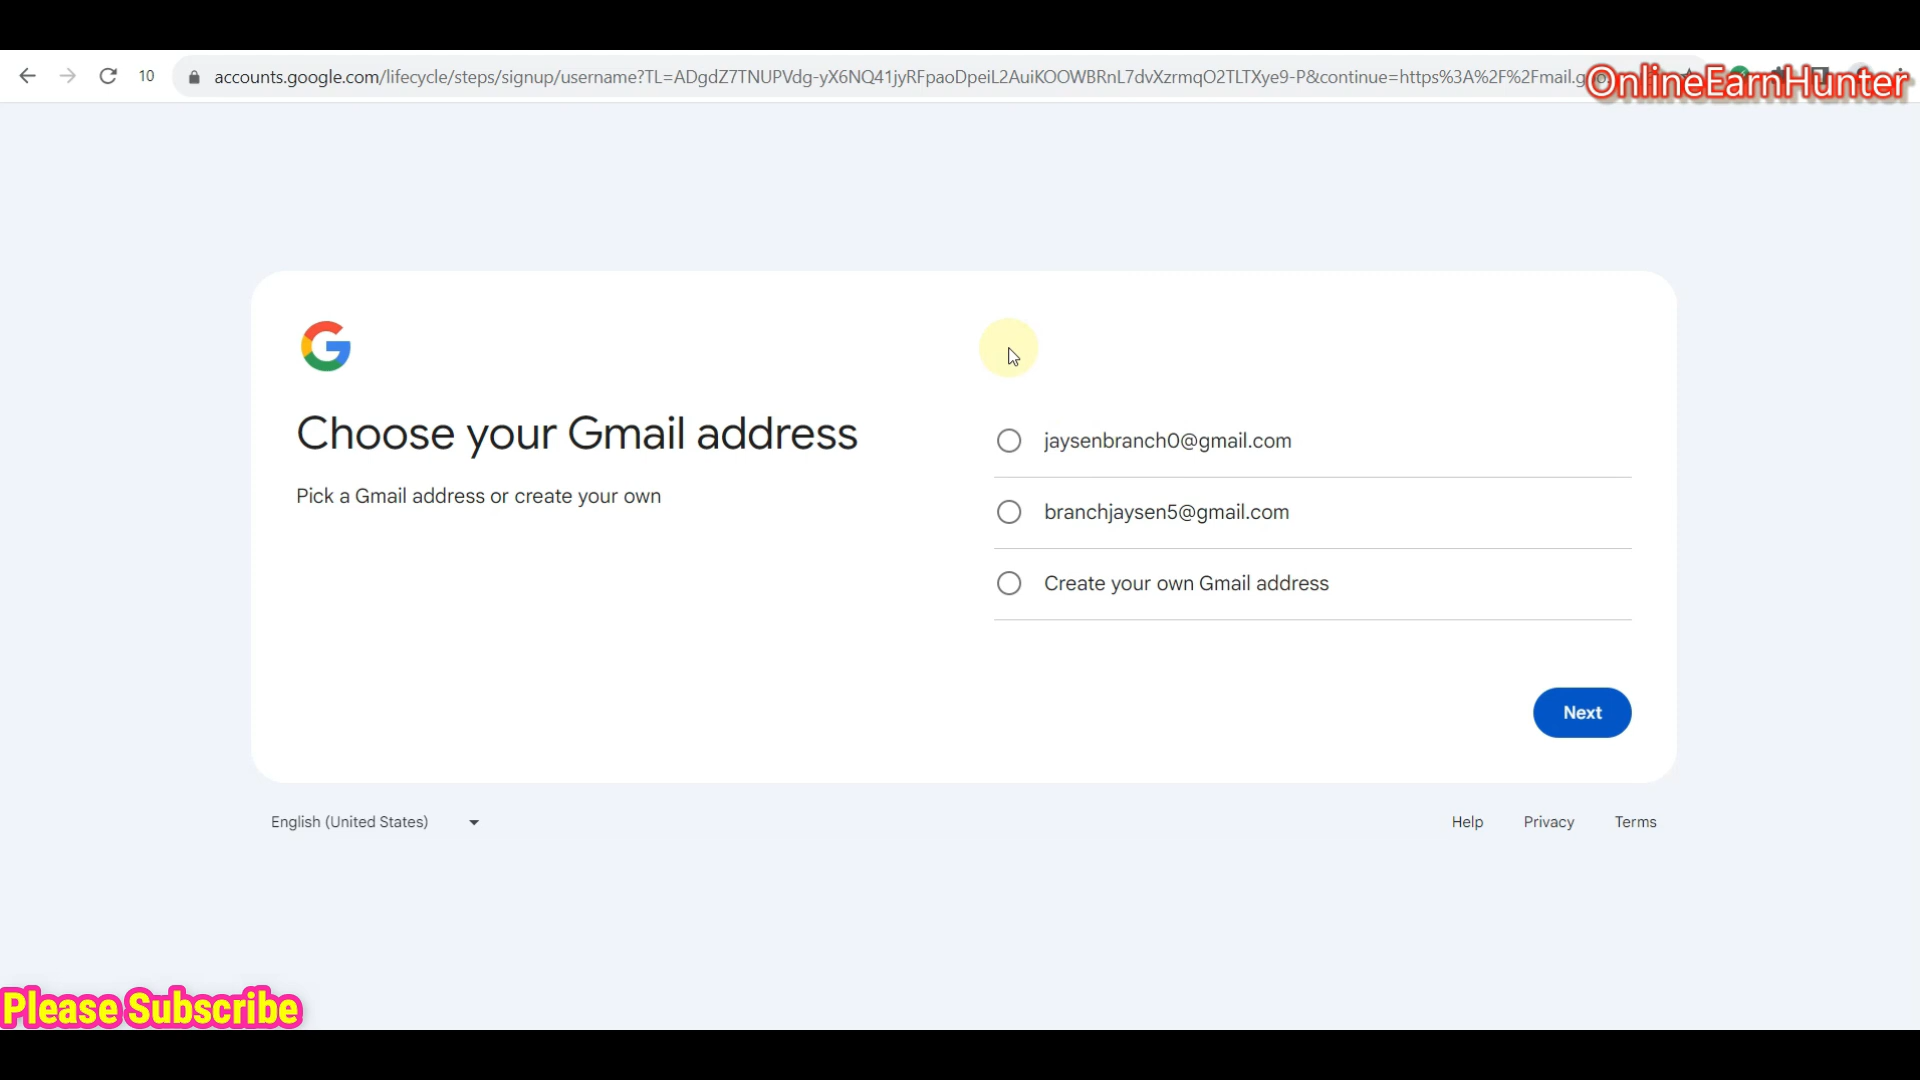 10
accounts.google.com/lifecycle/steps/signup/username?TL=ADgdZ7TNUPVdg-yX6NQ41jyRFpaoDpeiL2AuiKOOWBRnL7dvXzrmqO2TLTXye9-P&continue=https%3A%2F%2Fmail.g
OnlineEarnHunter
Choose your Gmail address
Pick a Gmail address or create your own
jaysenbranch0@gmail.com
branchjaysen5@gmail.com
Create your own Gmail address
Next
English (United States)
Help Privacy Terms
Please Subscribe